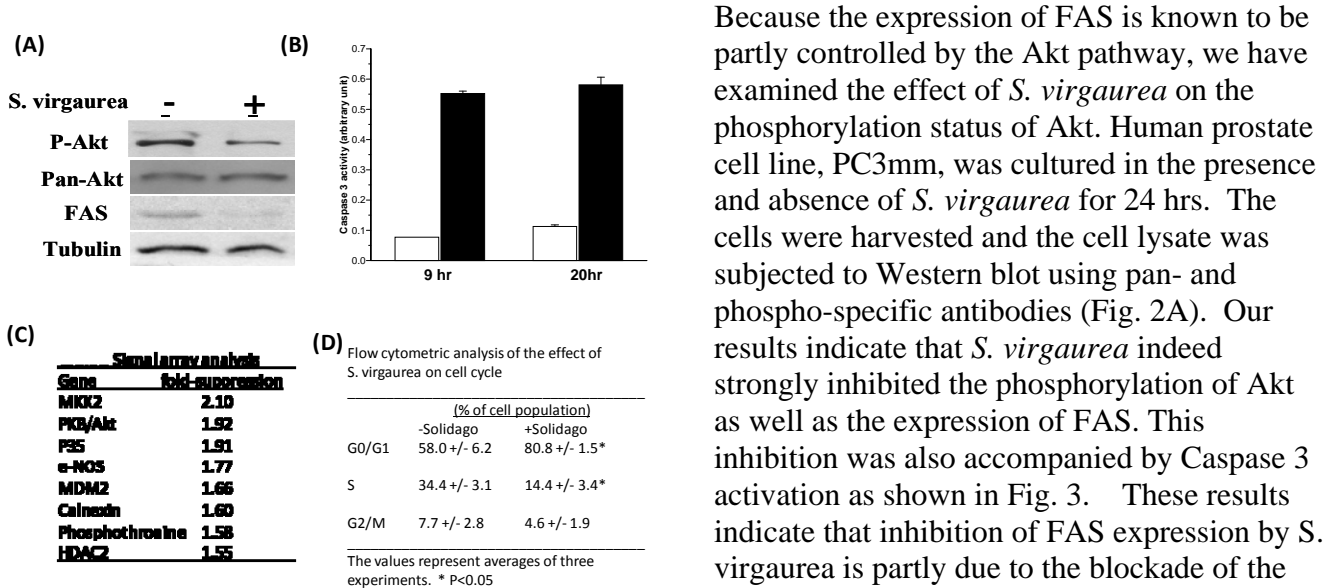 (A)
S. virgaurea - +
P-Akt
Pan-Akt
FAS
Tubulin
(B)
Caspase 3 activity (arbitrary unit)
0.7
0.6
0.5
0.4
0.3
0.2
0.1
0.0
9 hr 20hr
(C)
Signal array analysis
Gene fold-suppression
MKK2 2.10
PKB/Akt 1.92
P35 1.91
e-NOS 1.77
MDM2 1.66
Calnexin 1.60
Phosphothroaine 1.58
HDAC2 1.55
(D)
Flow cytometric analysis of the effect of
S. virgaurea on cell cycle
(% of cell population)
-Solidago +Solidago
G0/G1 58.0 +/- 6.2 80.8 +/- 1.5*
S 34.4 +/- 3.1 14.4 +/- 3.4*
G2/M 7.7 +/- 2.8 4.6 +/- 1.9
The values represent averages of three
experiments. * P<0.05
Because the expression of FAS is known to be
partly controlled by the Akt pathway, we have
examined the effect of S. virgaurea on the
phosphorylation status of Akt. Human prostate
cell line, PC3mm, was cultured in the presence
and absence of S. virgaurea for 24 hrs. The
cells were harvested and the cell lysate was
subjected to Western blot using pan- and
phospho-specific antibodies (Fig. 2A). Our
results indicate that S. virgaurea indeed
strongly inhibited the phosphorylation of Akt
as well as the expression of FAS. This
inhibition was also accompanied by Caspase 3
activation as shown in Fig. 3. These results
indicate that inhibition of FAS expression by S.
virgaurea is partly due to the blockade of the